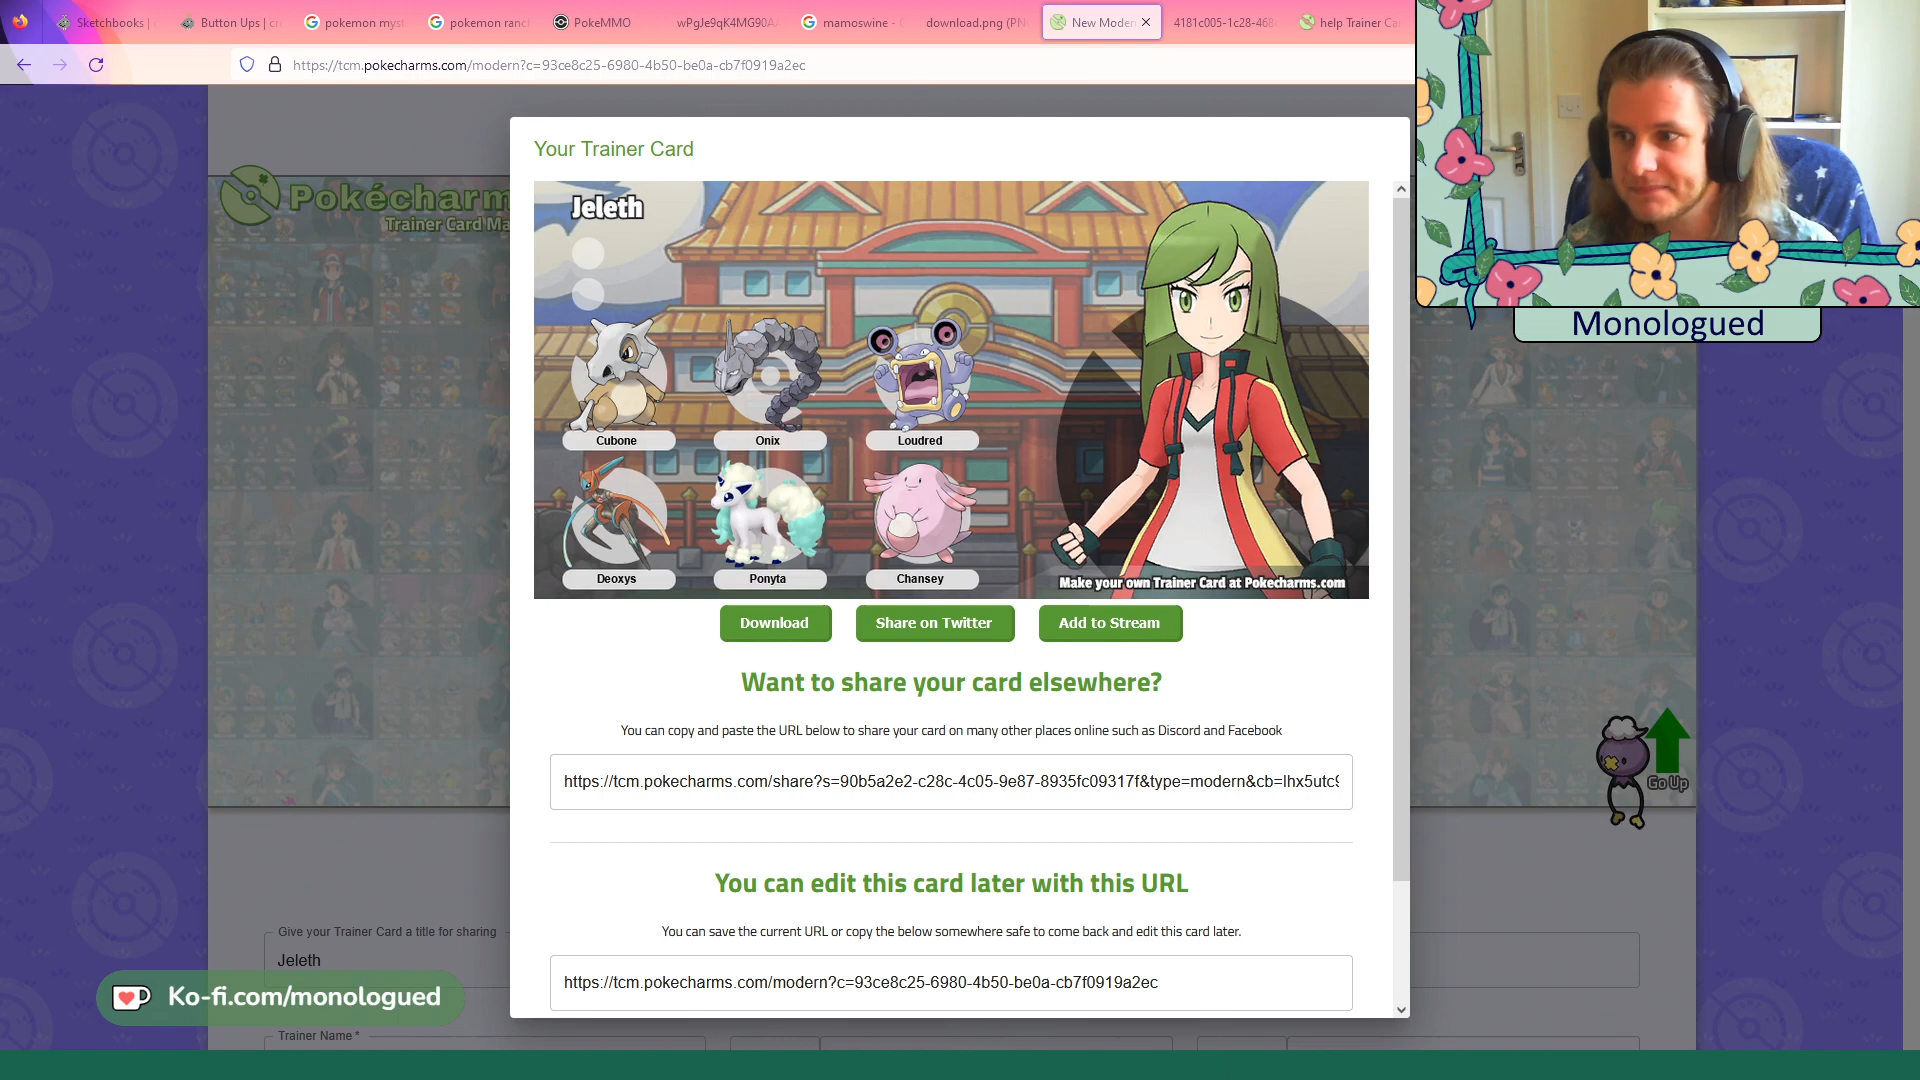 Sketchbooks |
Button Ups |
pokemon myst
pokemon ranc
PokeMMO
wPgJe9qK4MG90A
mamoswine -
download.png (PN
New Moder
4181c005-1c28-468
help Trainer Ca
https://tcm.pokecharms.com/modern?c=93ce8c25-6980-4b50-be0a-cb7f0919a2ec
Monologued
Pokécharm
Trainer Card Ma
Your Trainer Card
Jeleth
Cubone
Onix
Loudred
Deoxys
Ponyta
Chansey
Make your own Trainer Card at Pokecharms.com
Download
Share on Twitter
Add to Stream
Want to share your card elsewhere?
You can copy and paste the URL below to share your card on many other places online such as Discord and Facebook
https://tcm.pokecharms.com/share?s=90b5a2e2-c28c-4c05-9e87-8935fc09317f&type=modern&cb=lhx5utc9
Go Up
You can edit this card later with this URL
You can save the current URL or copy the below somewhere safe to come back and edit this card later.
https://tcm.pokecharms.com/modern?c=93ce8c25-6980-4b50-be0a-cb7f0919a2ec
Give your Trainer Card a title for sharing
Jeleth
Ko-fi.com/monologued
Trainer Name *